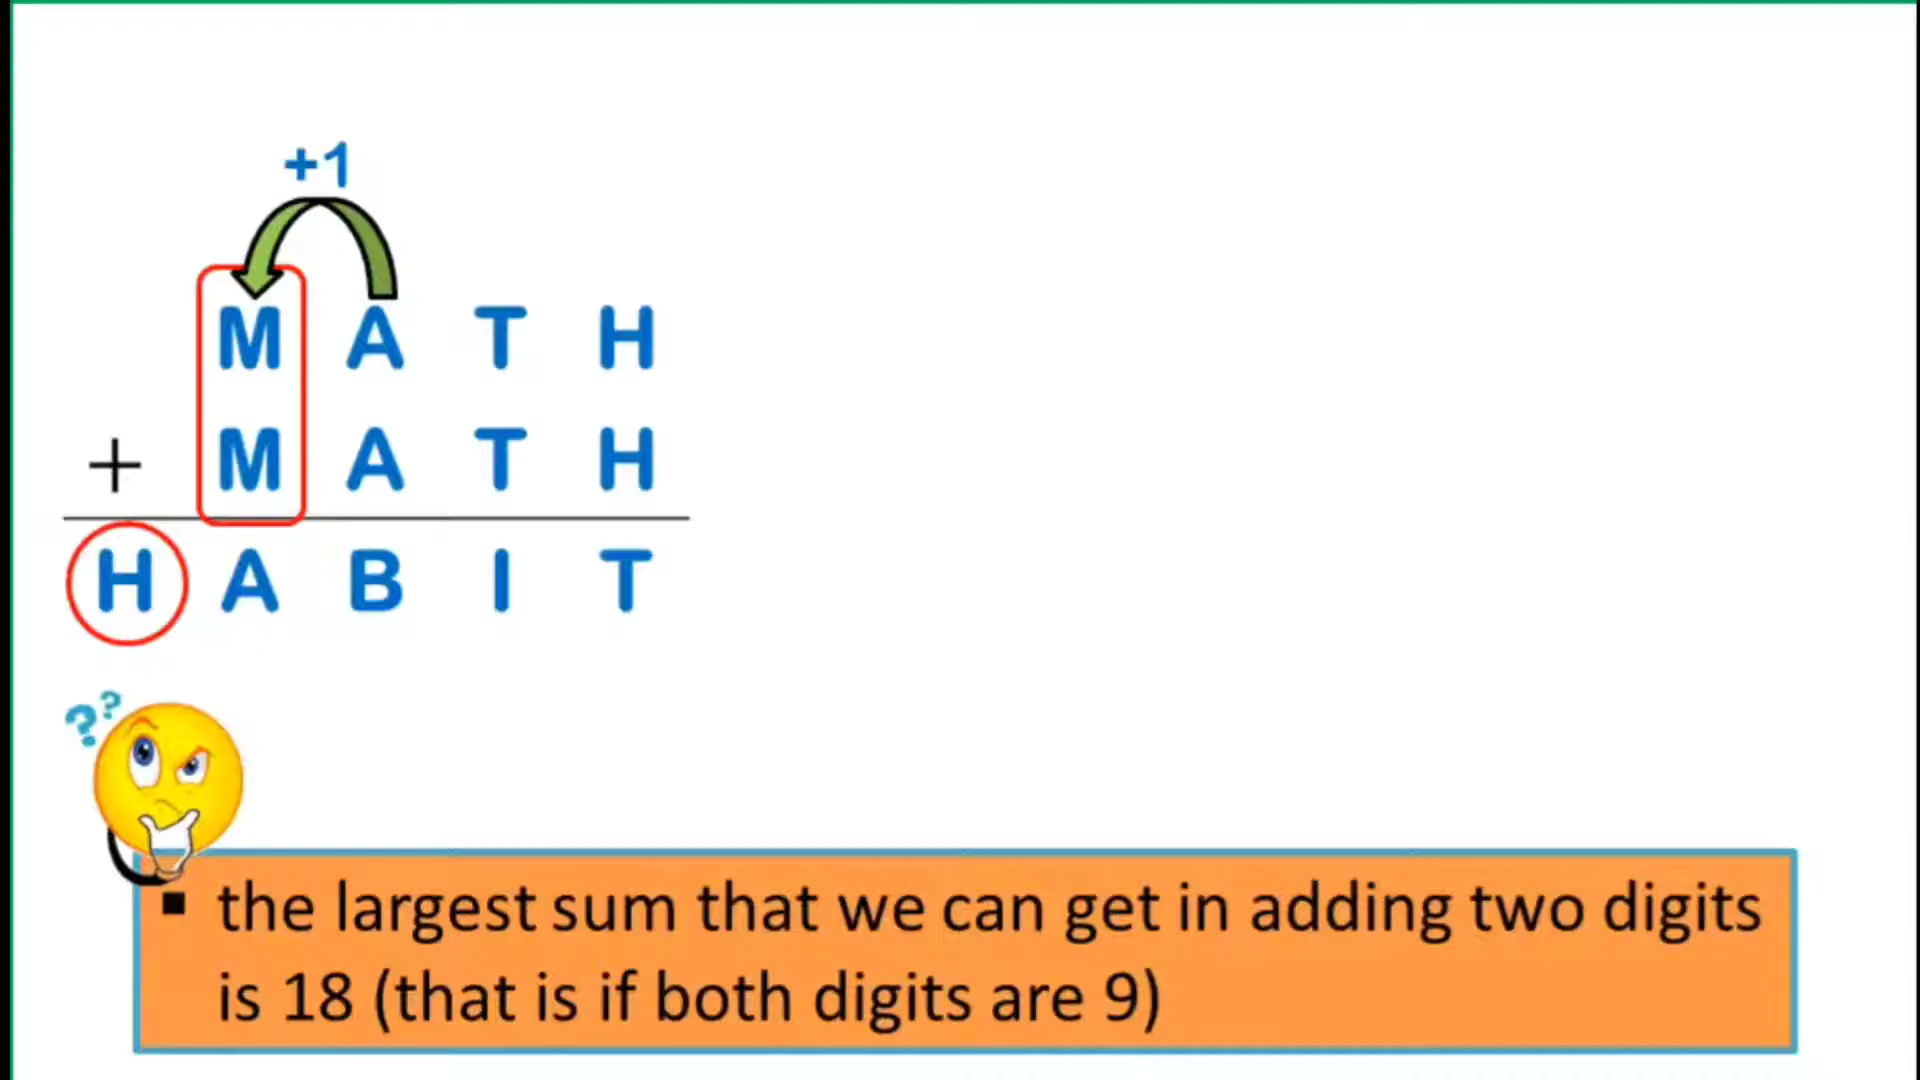 +1
M A T H
+ M A T H
H A B I T
? ?
▪ the largest sum that we can get in adding two digits
is 18 (that is if both digits are 9)